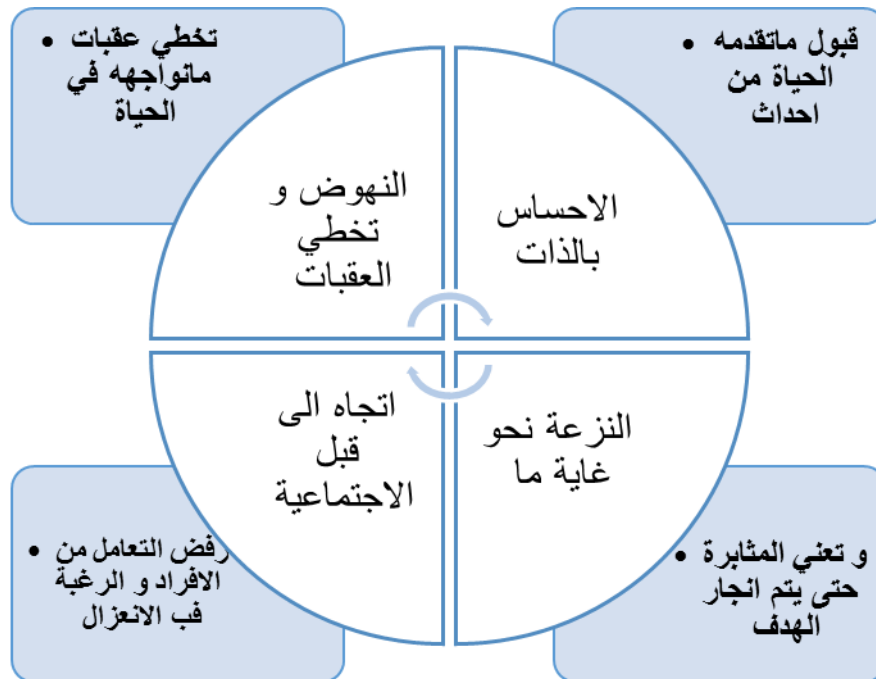 قبول ماتقدمه
الحياة من
احداث
تخطي عقبات
مانواجهه في
الحياة
الاحساس
بالذات
النهوض و
تخطي
العقبات
النزعة نحو
غاية ما
اتجاه الى
قبل
الاجتماعية
و تعني المثابرة
حتى يتم انجار
الهدف
رفض التعامل من
الافراد و الرغبة
فب الانعزال